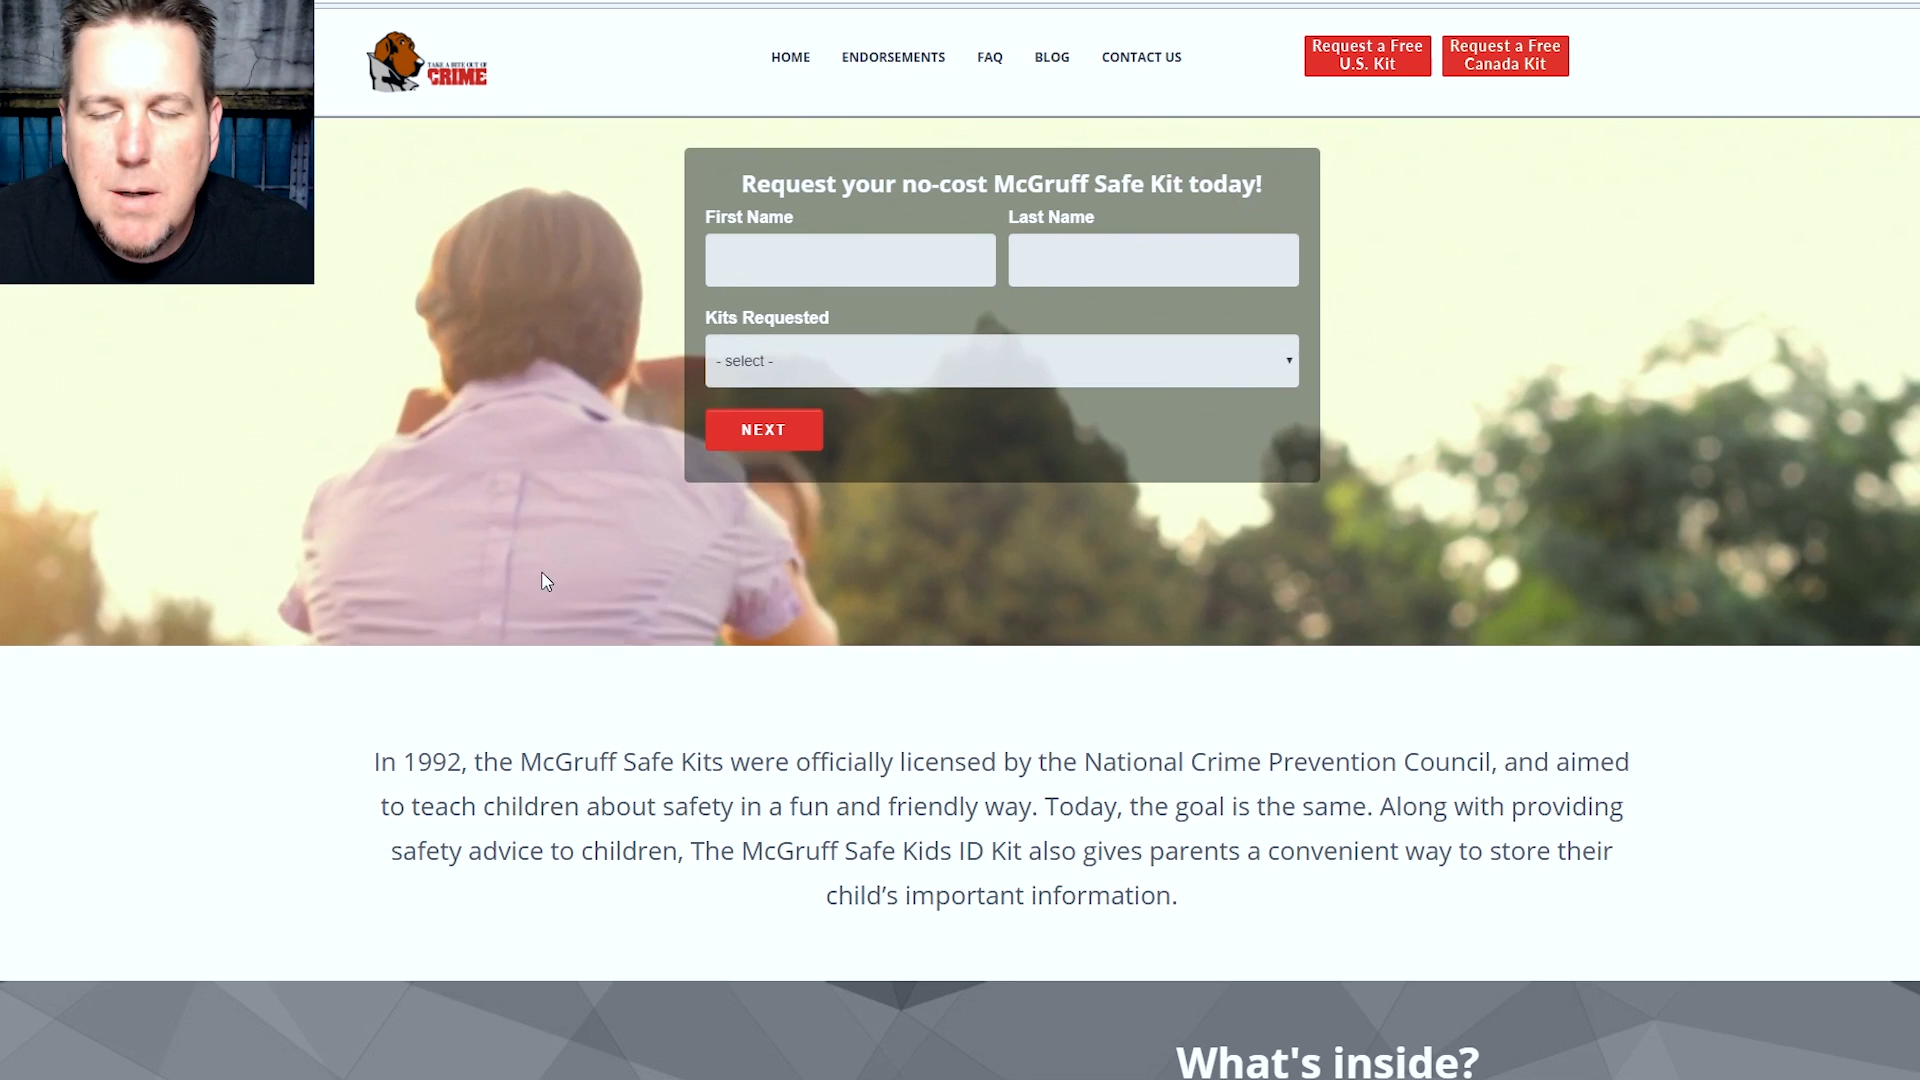 TAKE A BITE OUT OF
CRIME
HOME ENDORSEMENTS FAQ BLOG CONTACT US
Request a Free
U.S. Kit
Request a Free
Canada Kit
Request your no-cost McGruff Safe Kit today!
First Name Last Name
Kits Requested
- select -
NEXT
In 1992, the McGruff Safe Kits were officially licensed by the National Crime Prevention Council, and aimed
to teach children about safety in a fun and friendly way. Today, the goal is the same. Along with providing
safety advice to children, The McGruff Safe Kids ID Kit also gives parents a convenient way to store their
child’s important information.
What's inside?